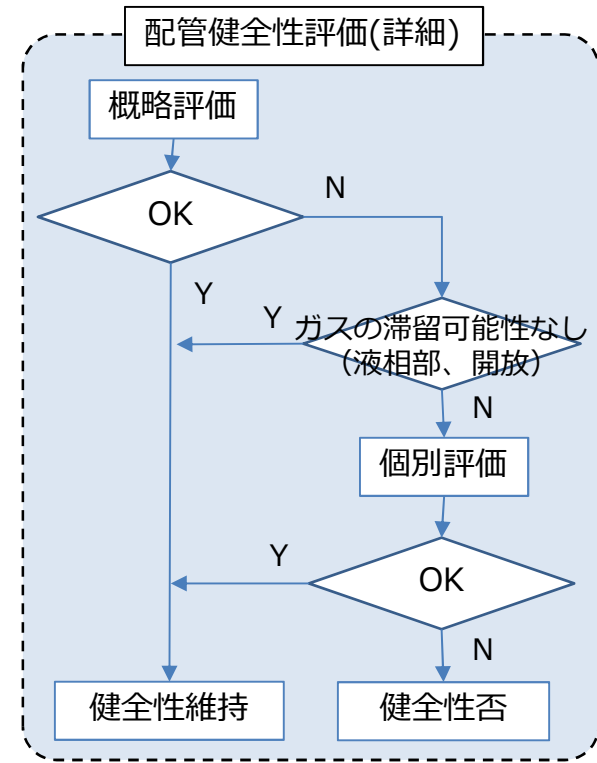 配管健全性評価(詳細)
概略評価
OK
N
Y
Y
ガスの滞留可能性なし
（液相部、開放）
N
個別評価
Y
OK
N
健全性維持
健全性否